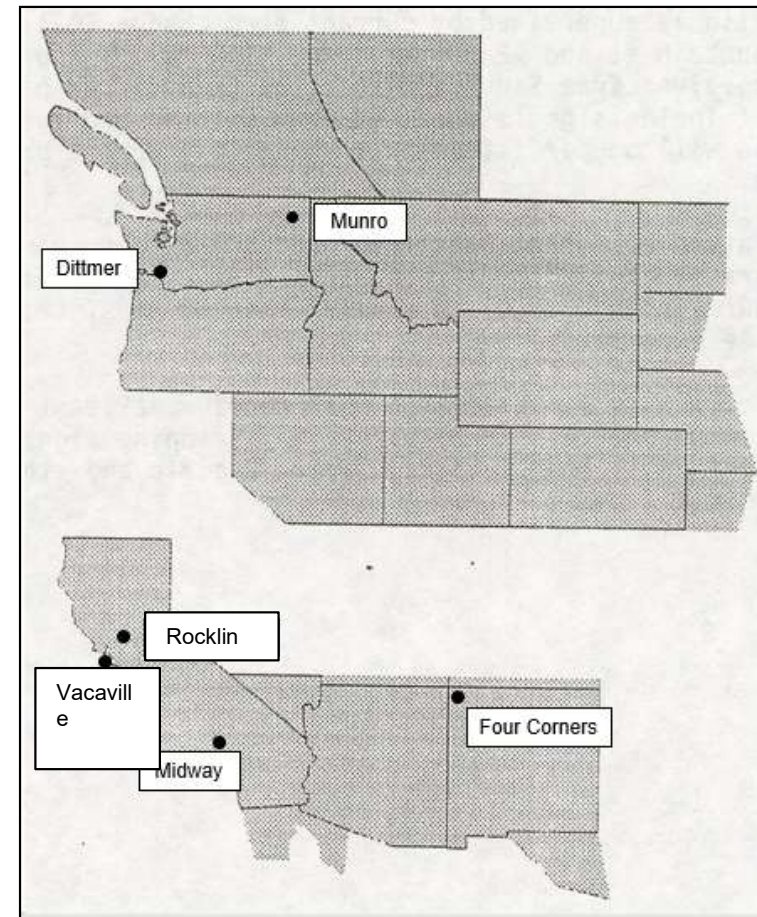 Munro
Dittmer
Rocklin
Vacavill
e
Four Corners
Midway